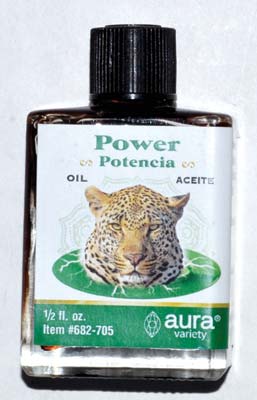 Power
Potencia
OIL ACEITE
½ fl. oz.
Item #682-705
aura®
variety